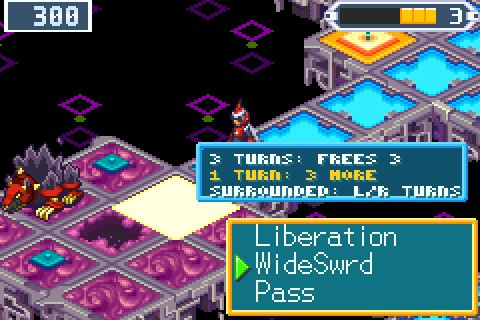 300
3
3 TURNS: FREES 3
1 TURN: 3 MORE
SURROUNDED: L/R TURNS
Liberation
WideSwrd
Pass